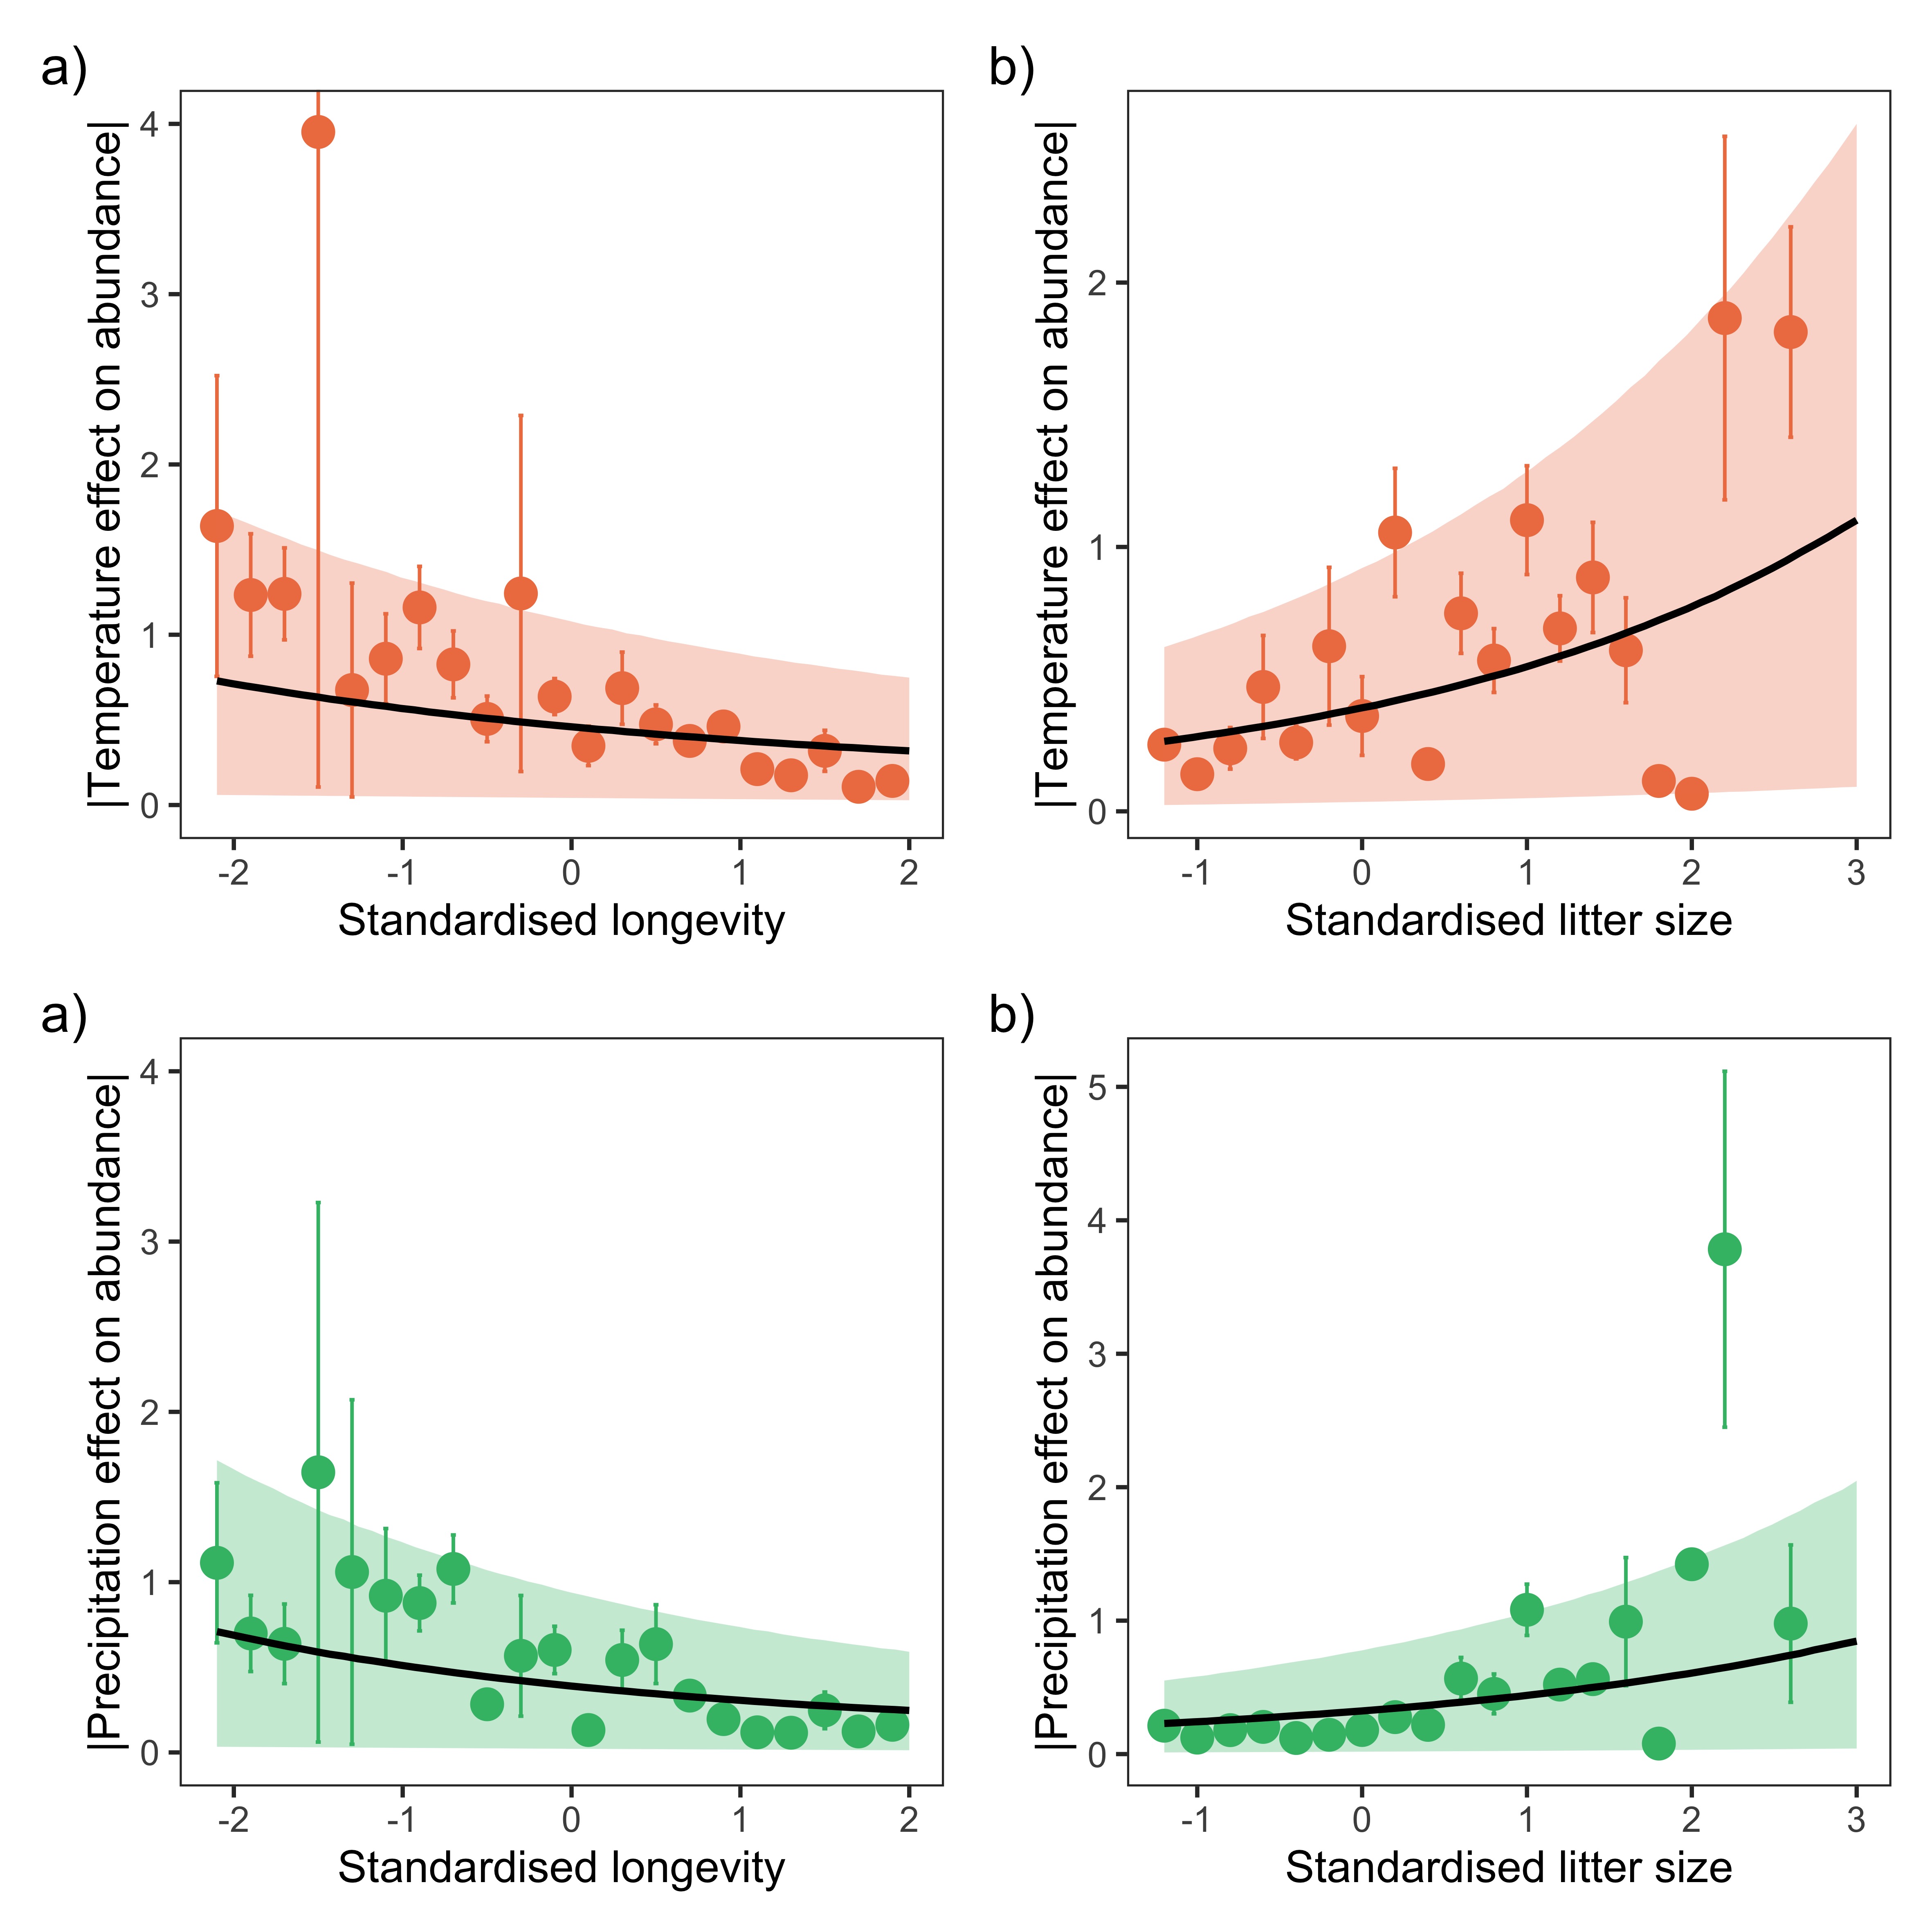 a)
|Temperature effect on abundance|
4
3
2
1
0
-2 -1 0 1 2
Standardised longevity
b)
|Temperature effect on abundance|
2
1
0
-1 0 1 2 3
Standardised litter size
a)
|Precipitation effect on abundance|
4
3
2
1
0
-2 -1 0 1 2
Standardised longevity
b)
|Precipitation effect on abundance|
5
4
3
2
1
0
-1 0 1 2 3
Standardised litter size